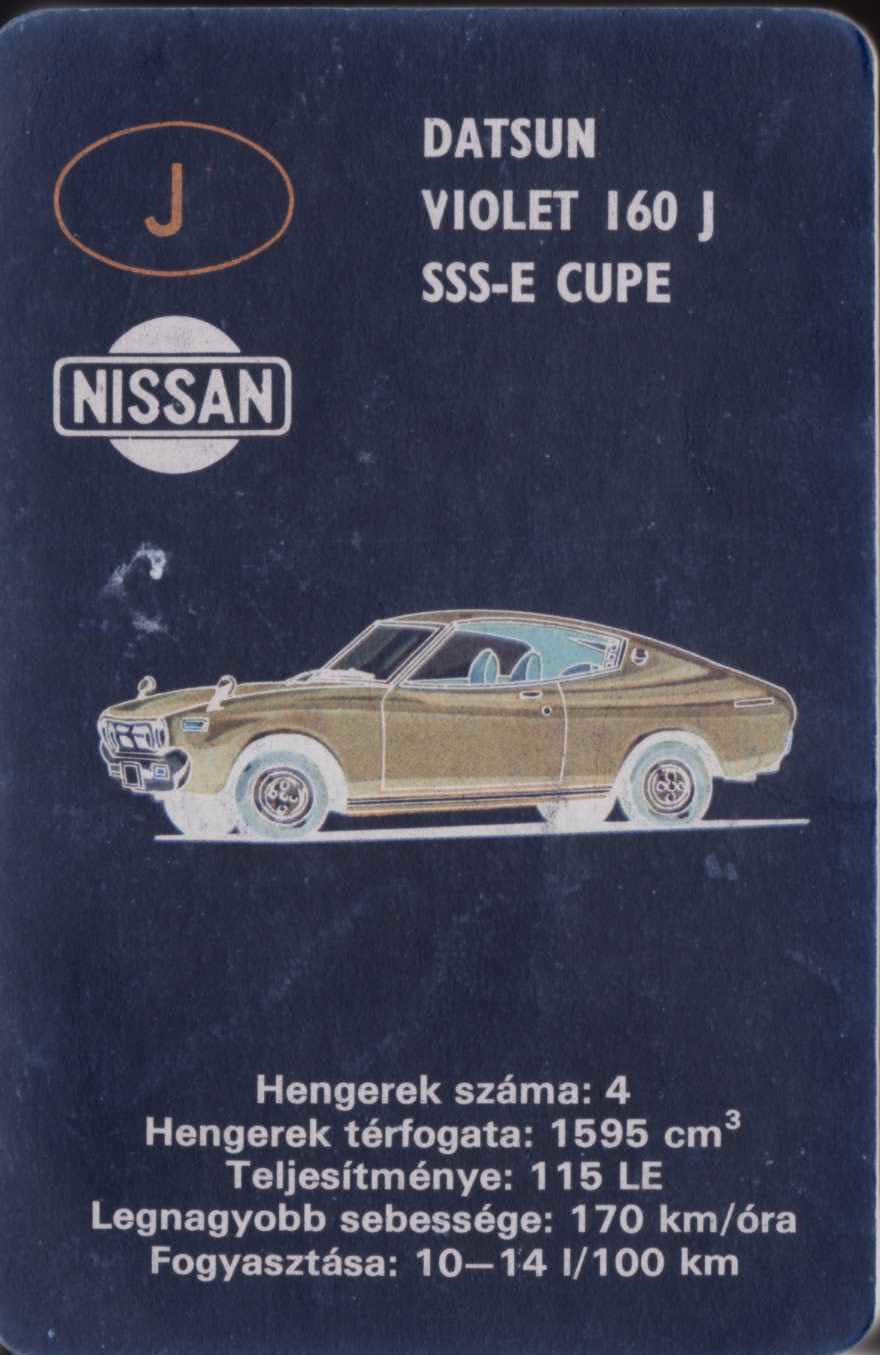 J
DATSUN
VIOLET 160 J
SSS-E CUPE
NISSAN
Hengerek száma: 4
Hengerek térfogata: 1595 cm³
Teljesítménye: 115 LE
Legnagyobb sebessége: 170 km/óra
Fogyasztása: 10—14 l/100 km